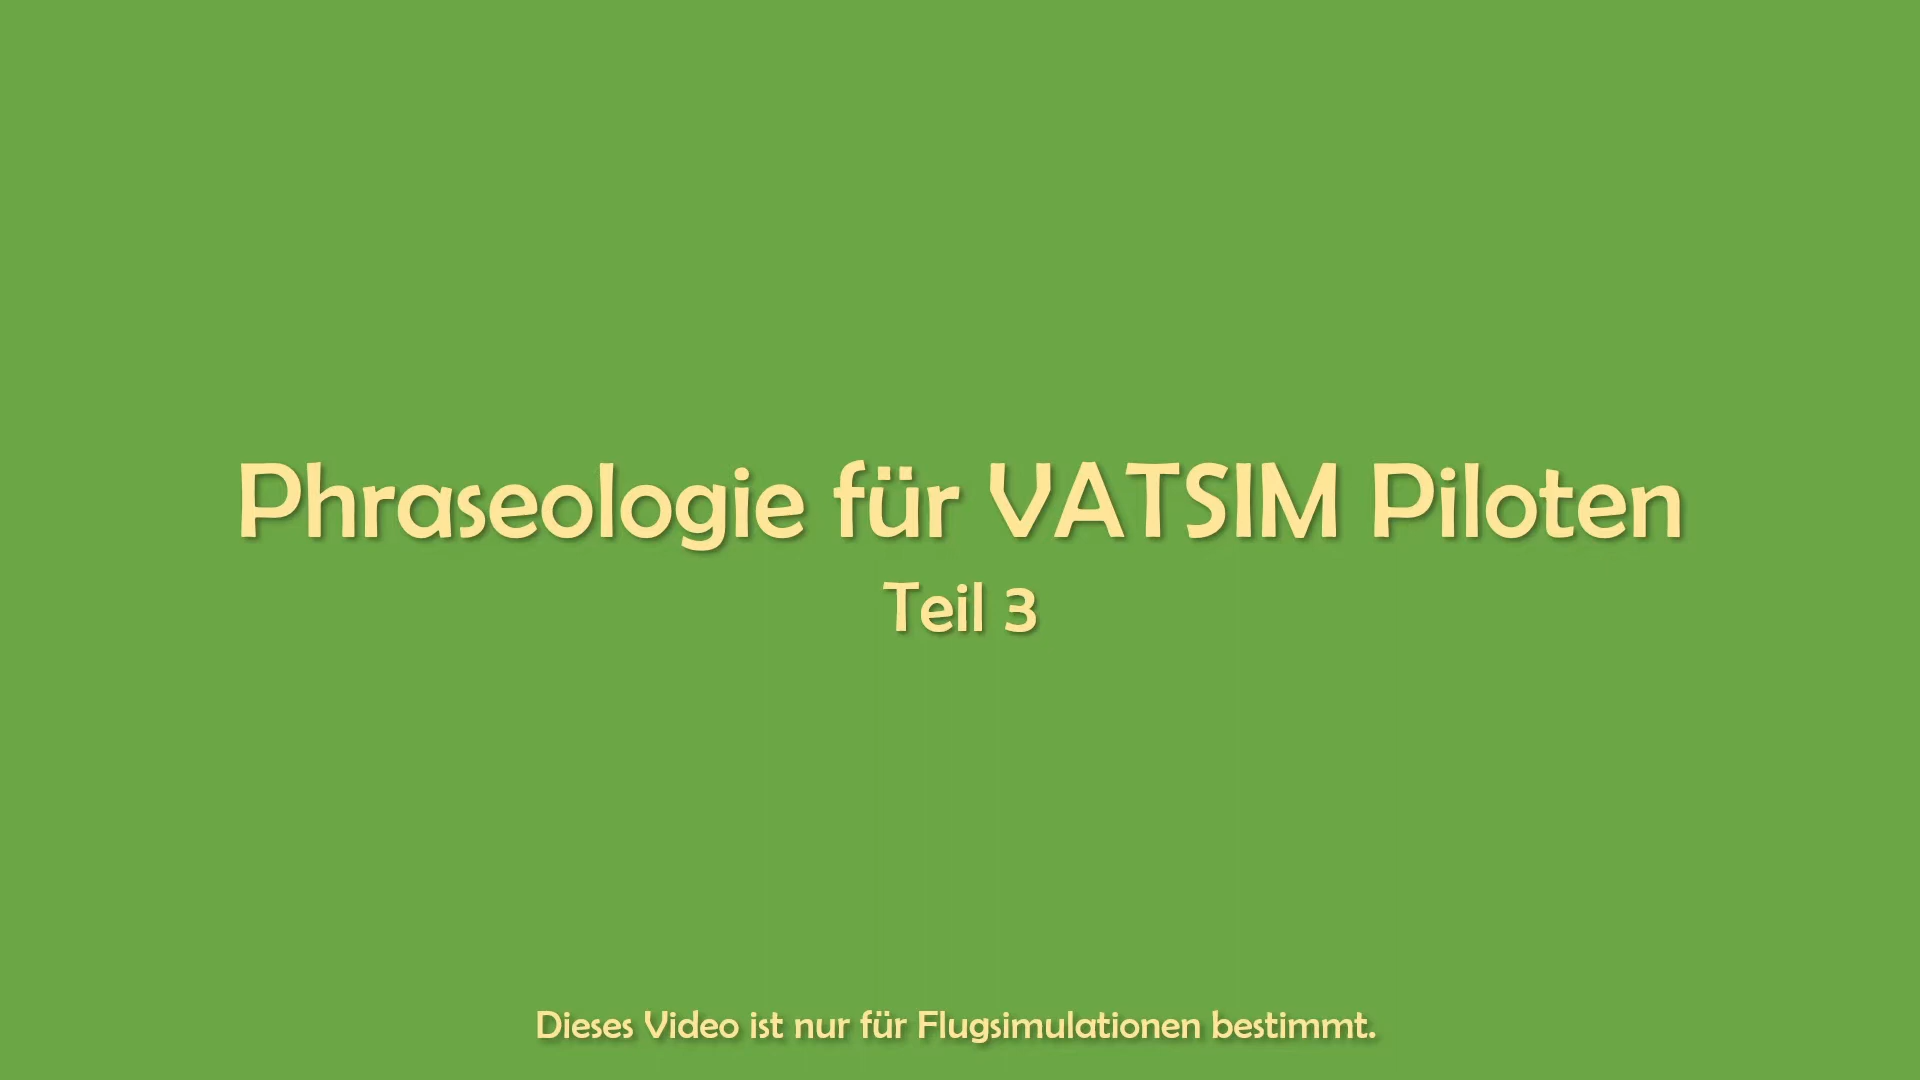 Phraseologie für VATSIM Piloten
Teil 3
Dieses Video ist nur für Flugsimulationen bestimmt.